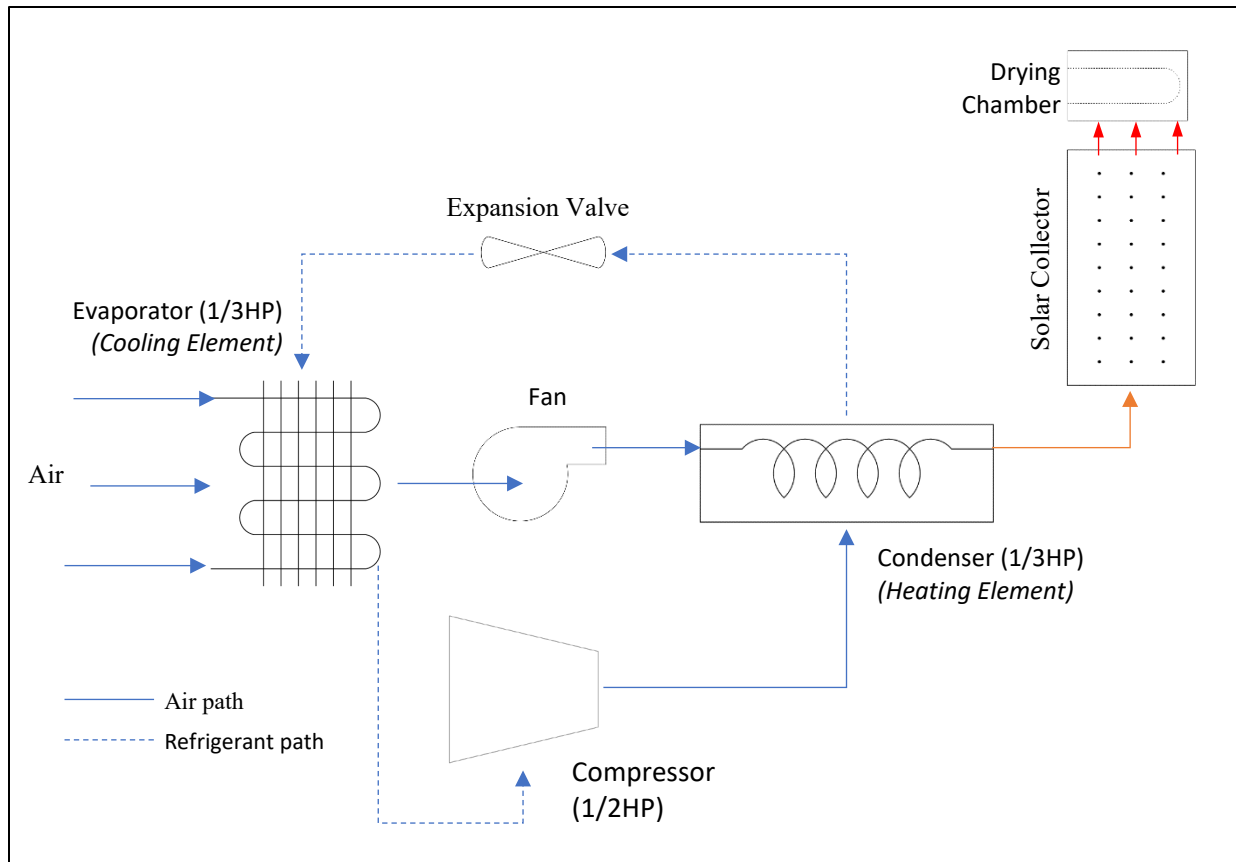 Drying
Chamber
Solar Collector
Expansion Valve
Evaporator (1/3HP)
(Cooling Element)
Fan
Air
Condenser (1/3HP)
(Heating Element)
Air path
Refrigerant path
Compressor
(1/2HP)